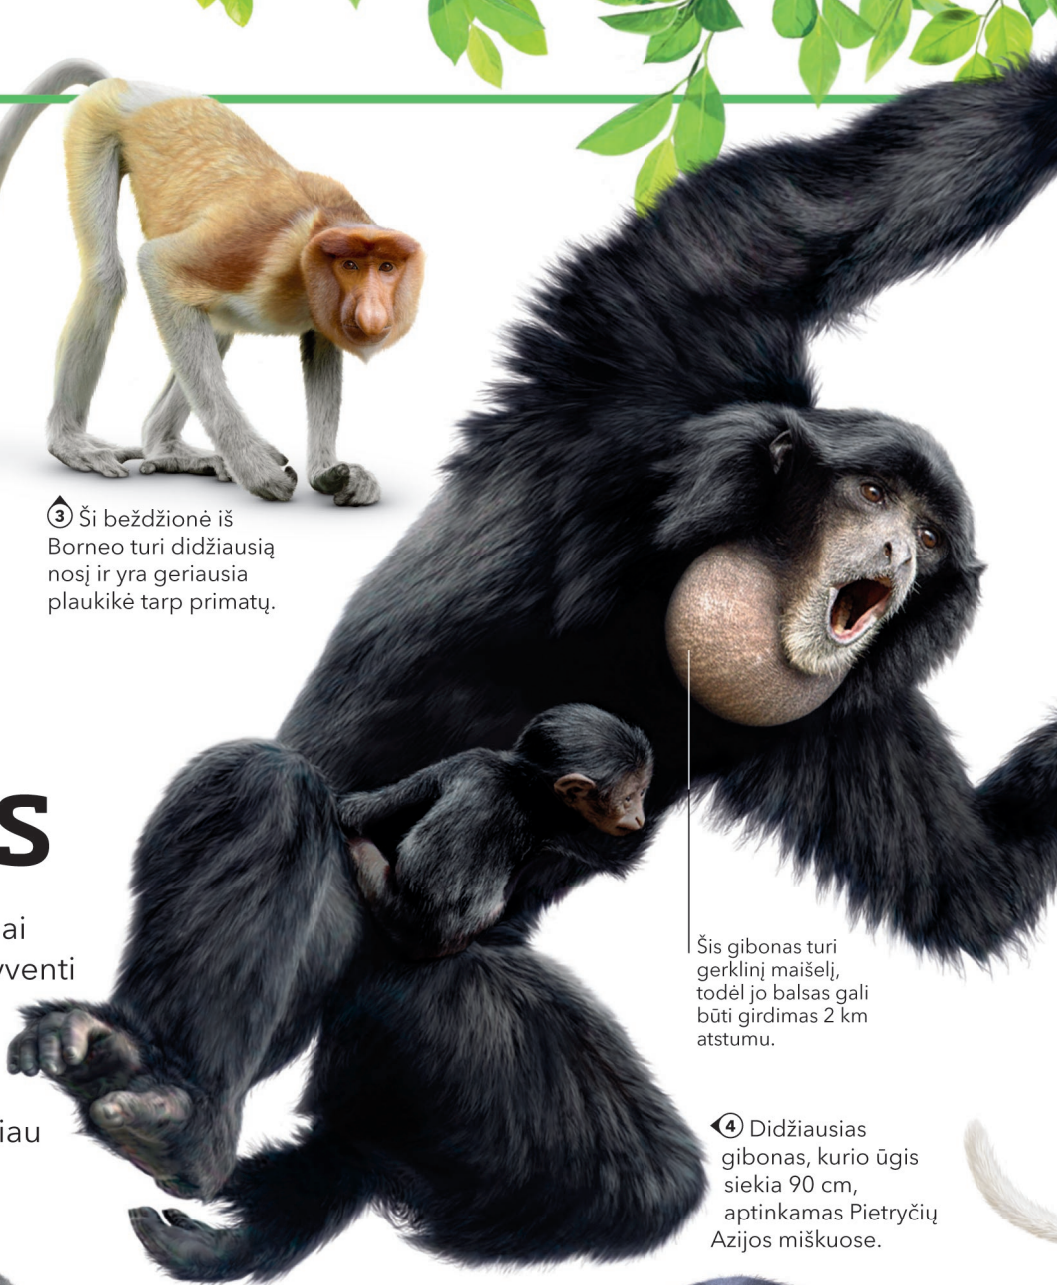 3 Ši beždžionė iš
Borneo turi didžiausią
nosį ir yra geriausia
plaukikė tarp primatų.
s
ai
yventi
iau
Šis gibonas turi
gerklinį maišelį,
todėl jo balsas gali
būti girdimas 2 km
atstumu.
4 Didžiausias
gibonas, kurio ūgis
siekia 90 cm,
aptinkamas Pietryčių
Azijos miškuose.